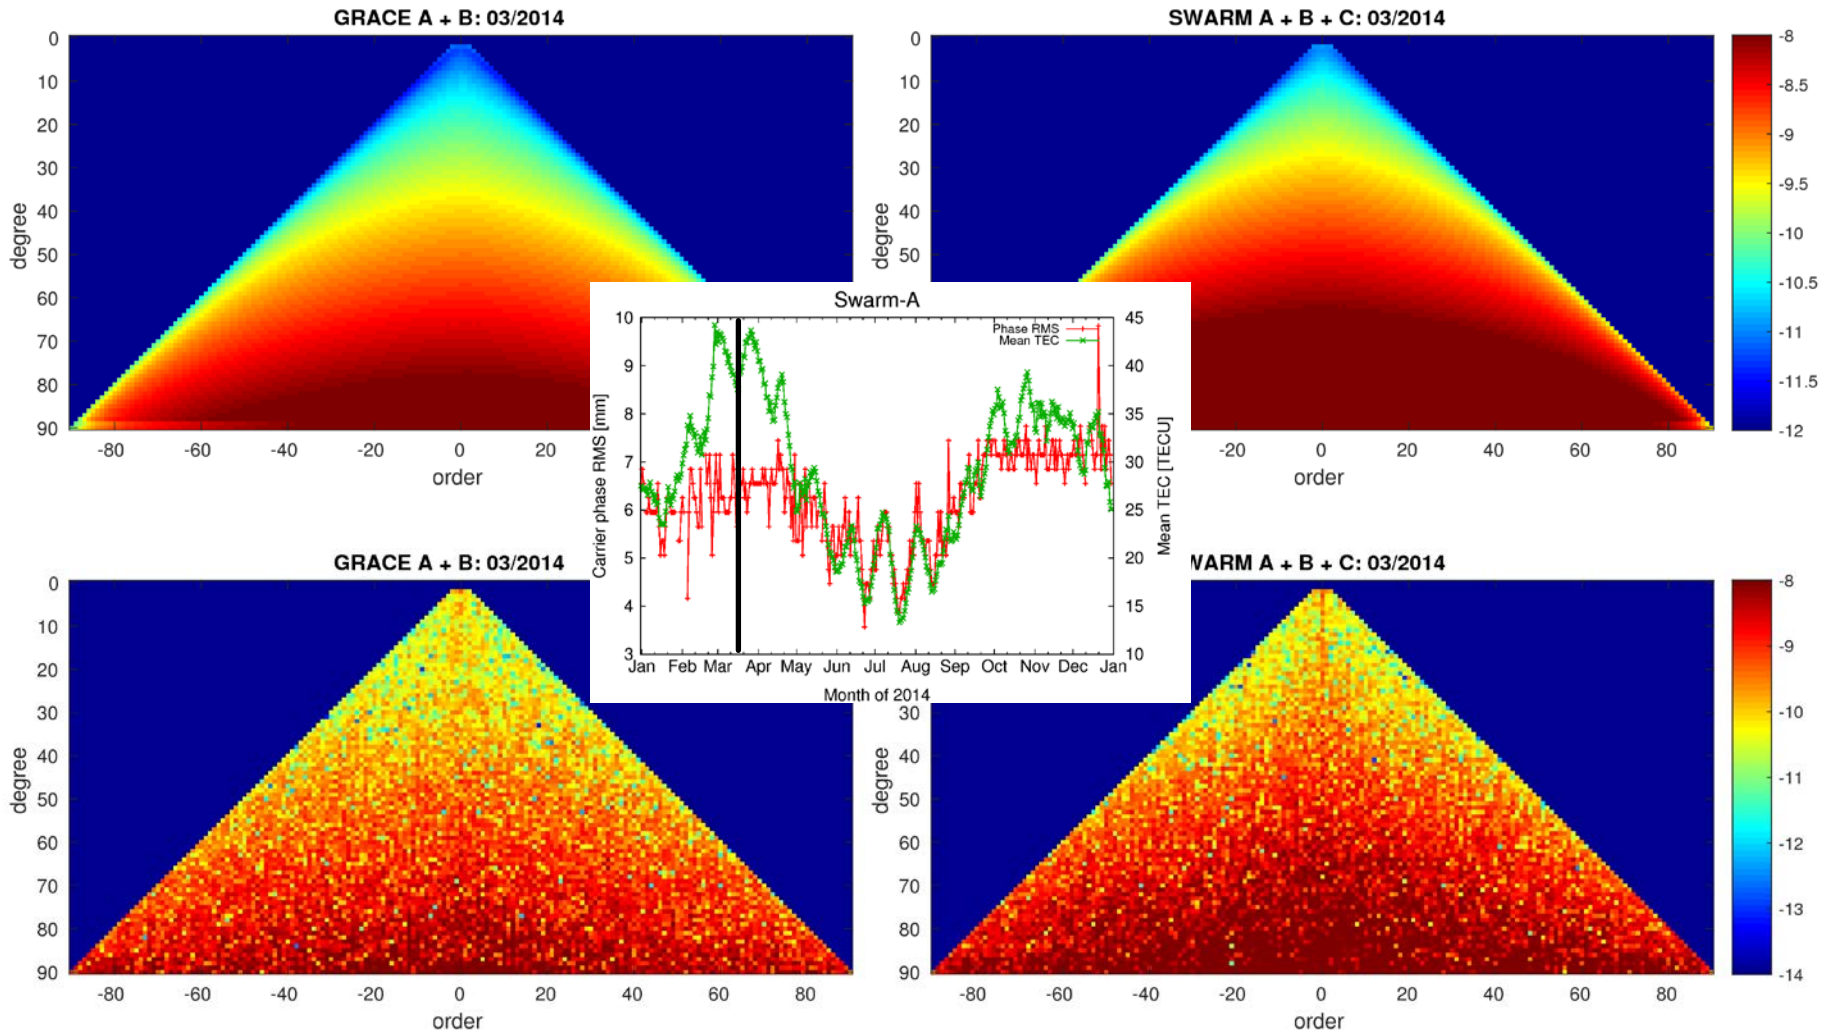 GRACE A + B: 03/2014
0
10
20
30
40
50
60
70
80
90
degree
-80 -60 -40 -20 0 20
order
SWARM A + B + C: 03/2014
0
10
20
30
40
50
degree
20 0 20 40 60 80
order
-8
-8.5
-9
-9.5
-10
-10.5
-11
-11.5
-12
Swarm-A
Phase RMS
Mean TEC
10
9
8
7
6
5
4
3
Carrier phase RMS [mm]
45
40
35
30
25
20
15
10
Mean TEC [TECU]
Jan Feb Mar Apr May Jun Jul Aug Sep Oct Nov Dec Jan
Month of 2014
GRACE A + B: 03/2014
0
10
20
30
40
50
60
70
80
90
degree
-80 -60 -40 -20 0 20 40 60 80
order
WARM A + B + C: 03/2014
30
40
50
60
70
80
90
degree
-80 -60 -40 -20 0 20 40 60 80
order
-8
-9
-10
-11
-12
-13
-14